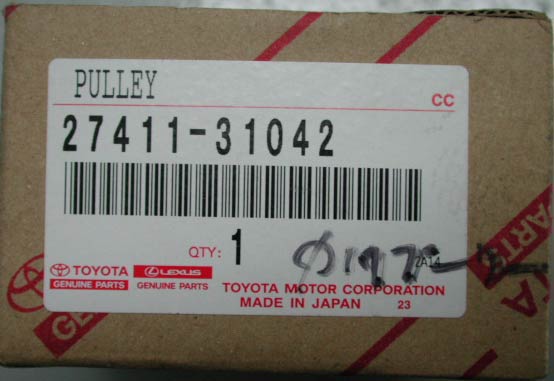 PULLEY
CC
27411-31042
QTY: 1
2A14
TOYOTA LEXUS
GENUINE PARTS GENUINE PARTS
TOYOTA MOTOR CORPORATION
MADE IN JAPAN 23
PARTS